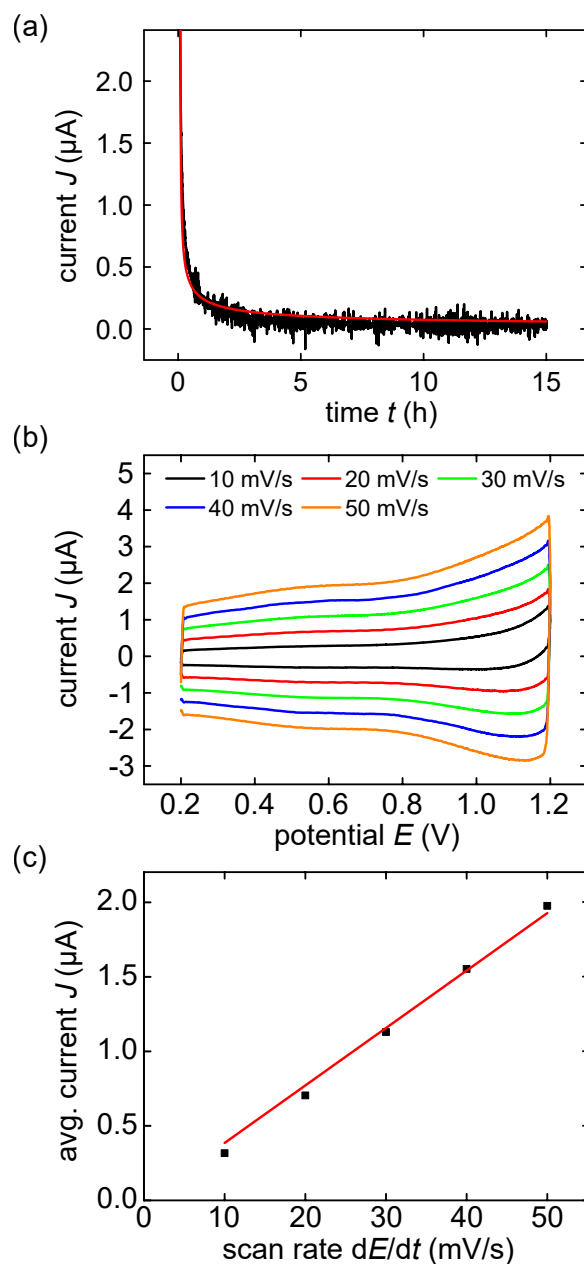 (a)
2.0
1.5
1.0
0.5
0.0
current J (µA)
0 5 10 15
time t (h)
(b)
10 mV/s 20 mV/s 30 mV/s
40 mV/s 50 mV/s
5
4
3
2
1
0
-1
-2
-3
current J (µA)
0.2 0.4 0.6 0.8 1.0 1.2
potential E (V)
(c)
2.0
1.5
1.0
0.5
0.0
avg. current J (µA)
0 10 20 30 40 50
scan rate dE/dt (mV/s)